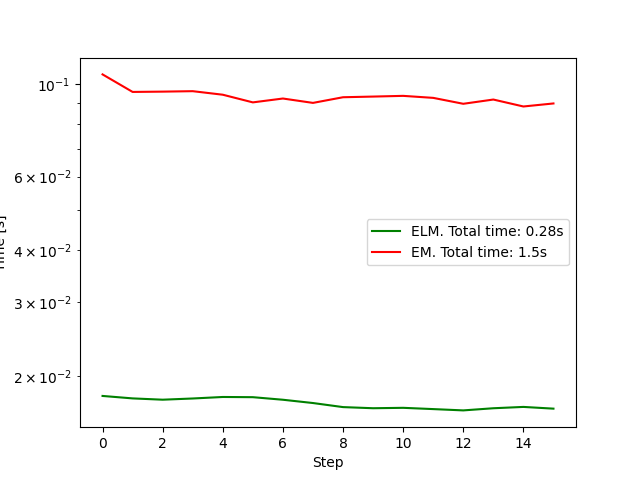 10⁻¹
6 × 10⁻²
4 × 10⁻²
3 × 10⁻²
2 × 10⁻²
[s]
ELM. Total time: 0.28s
EM. Total time: 1.5s
0 2 4 6 8 10 12 14
Step